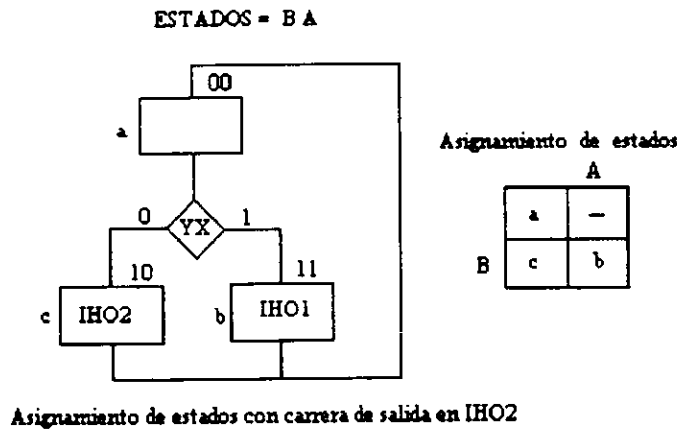 ESTADOS = B A
00
a
Asignamiento de estados
A
0
YX
1
a
—
10
11
B
c
b
c
IHO2
b
IHO1
Asignamiento de estados con carrera de salida en IHO2